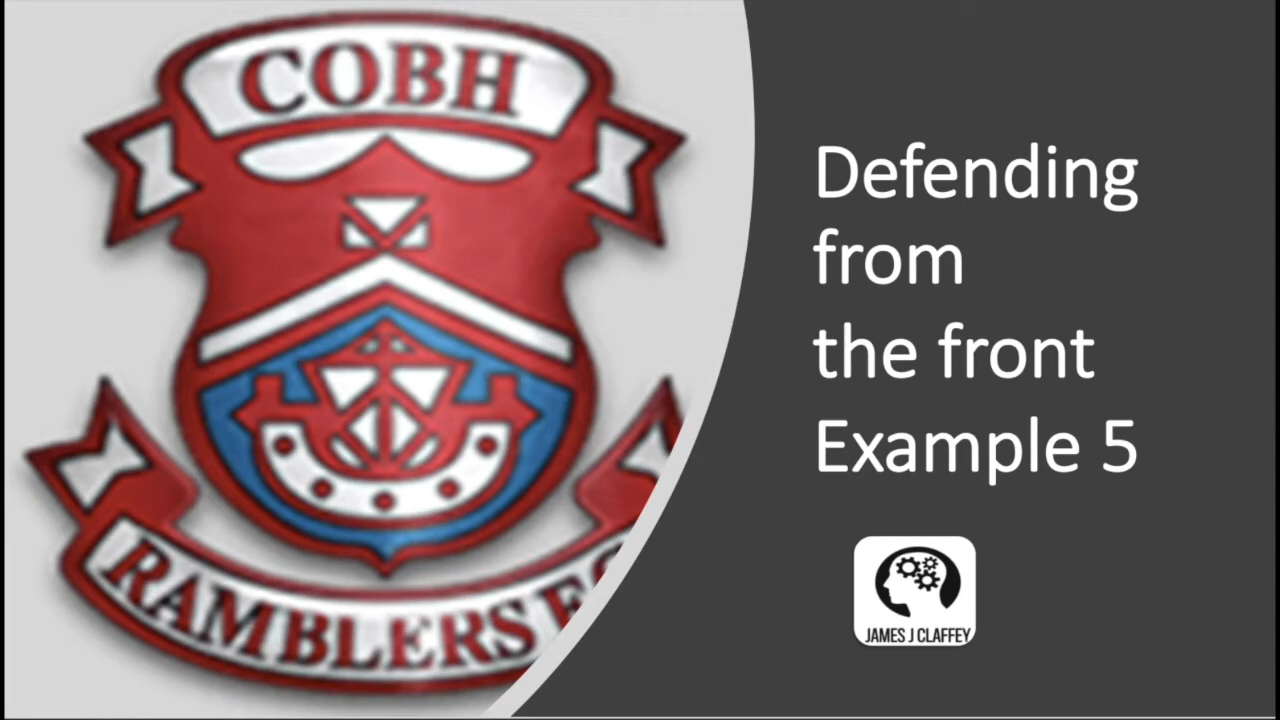 COBH
RAMBLERS F
Defending
from
the front
Example 5
JAMES J CLAFFEY